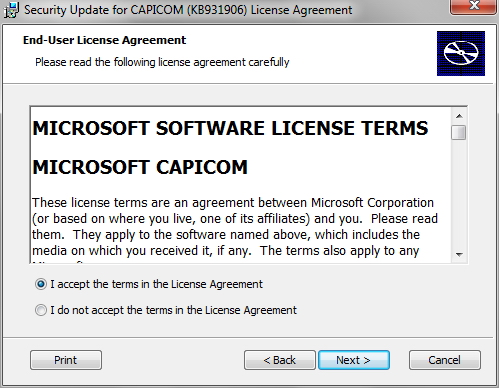 Security Update for CAPICOM (KB931906) License Agreement
End-User License Agreement
Please read the following license agreement carefully
MICROSOFT SOFTWARE LICENSE TERMS
MICROSOFT CAPICOM
These license terms are an agreement between Microsoft Corporation
(or based on where you live, one of its affiliates) and you.  Please read
them.  They apply to the software named above, which includes the
media on which you received it, if any.  The terms also apply to any
I accept the terms in the License Agreement
I do not accept the terms in the License Agreement
Print
< Back
Next >
Cancel